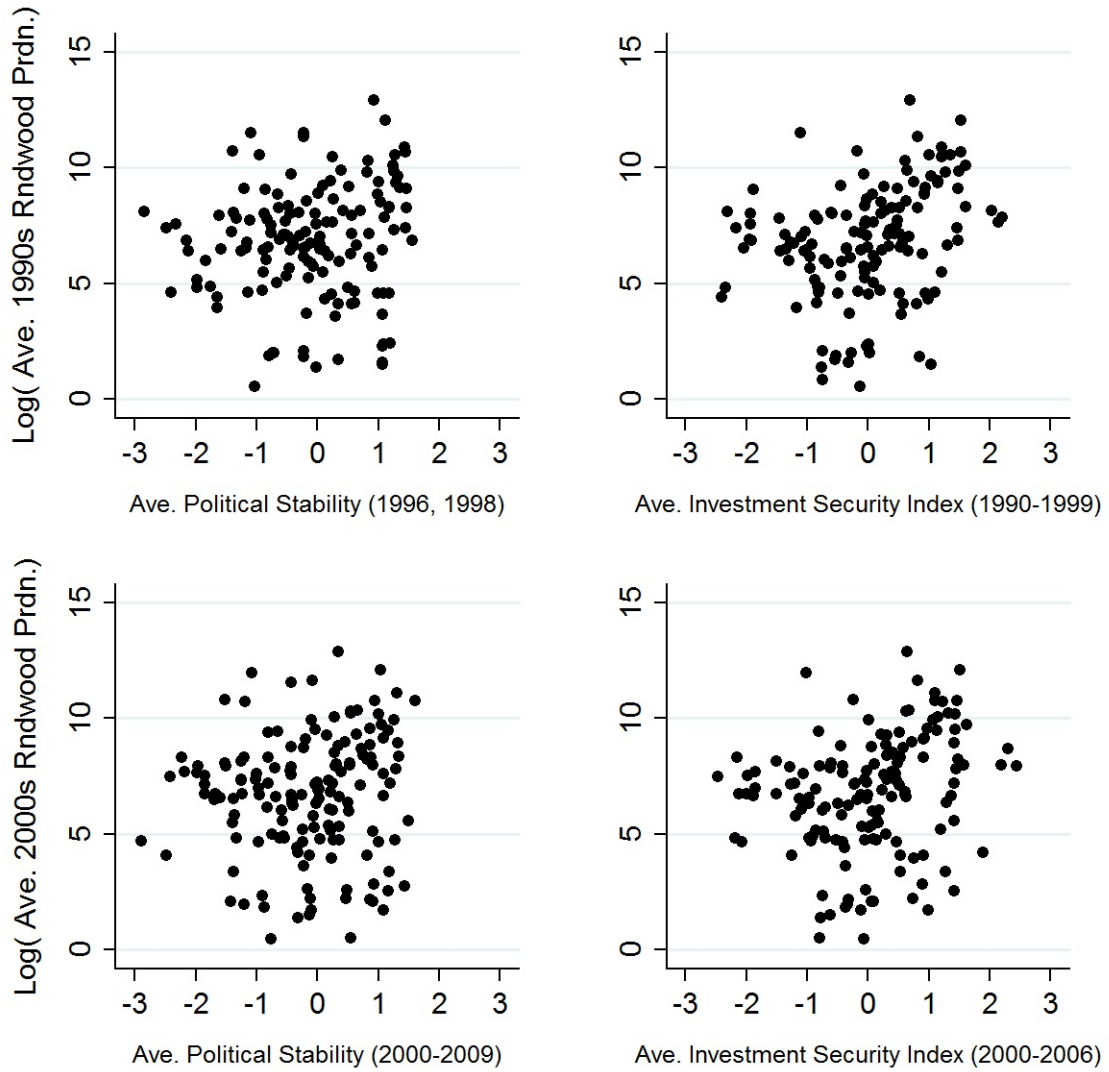 Log( Ave. 1990s Rndwood Prdn.)
15
10
5
0
-3 -2 -1 0 1 2 3
Ave. Political Stability (1996, 1998)
15
10
5
0
-3 -2 -1 0 1 2 3
Ave. Investment Security Index (1990-1999)
Log( Ave. 2000s Rndwood Prdn.)
15
10
5
0
-3 -2 -1 0 1 2 3
Ave. Political Stability (2000-2009)
15
10
5
0
-3 -2 -1 0 1 2 3
Ave. Investment Security Index (2000-2006)